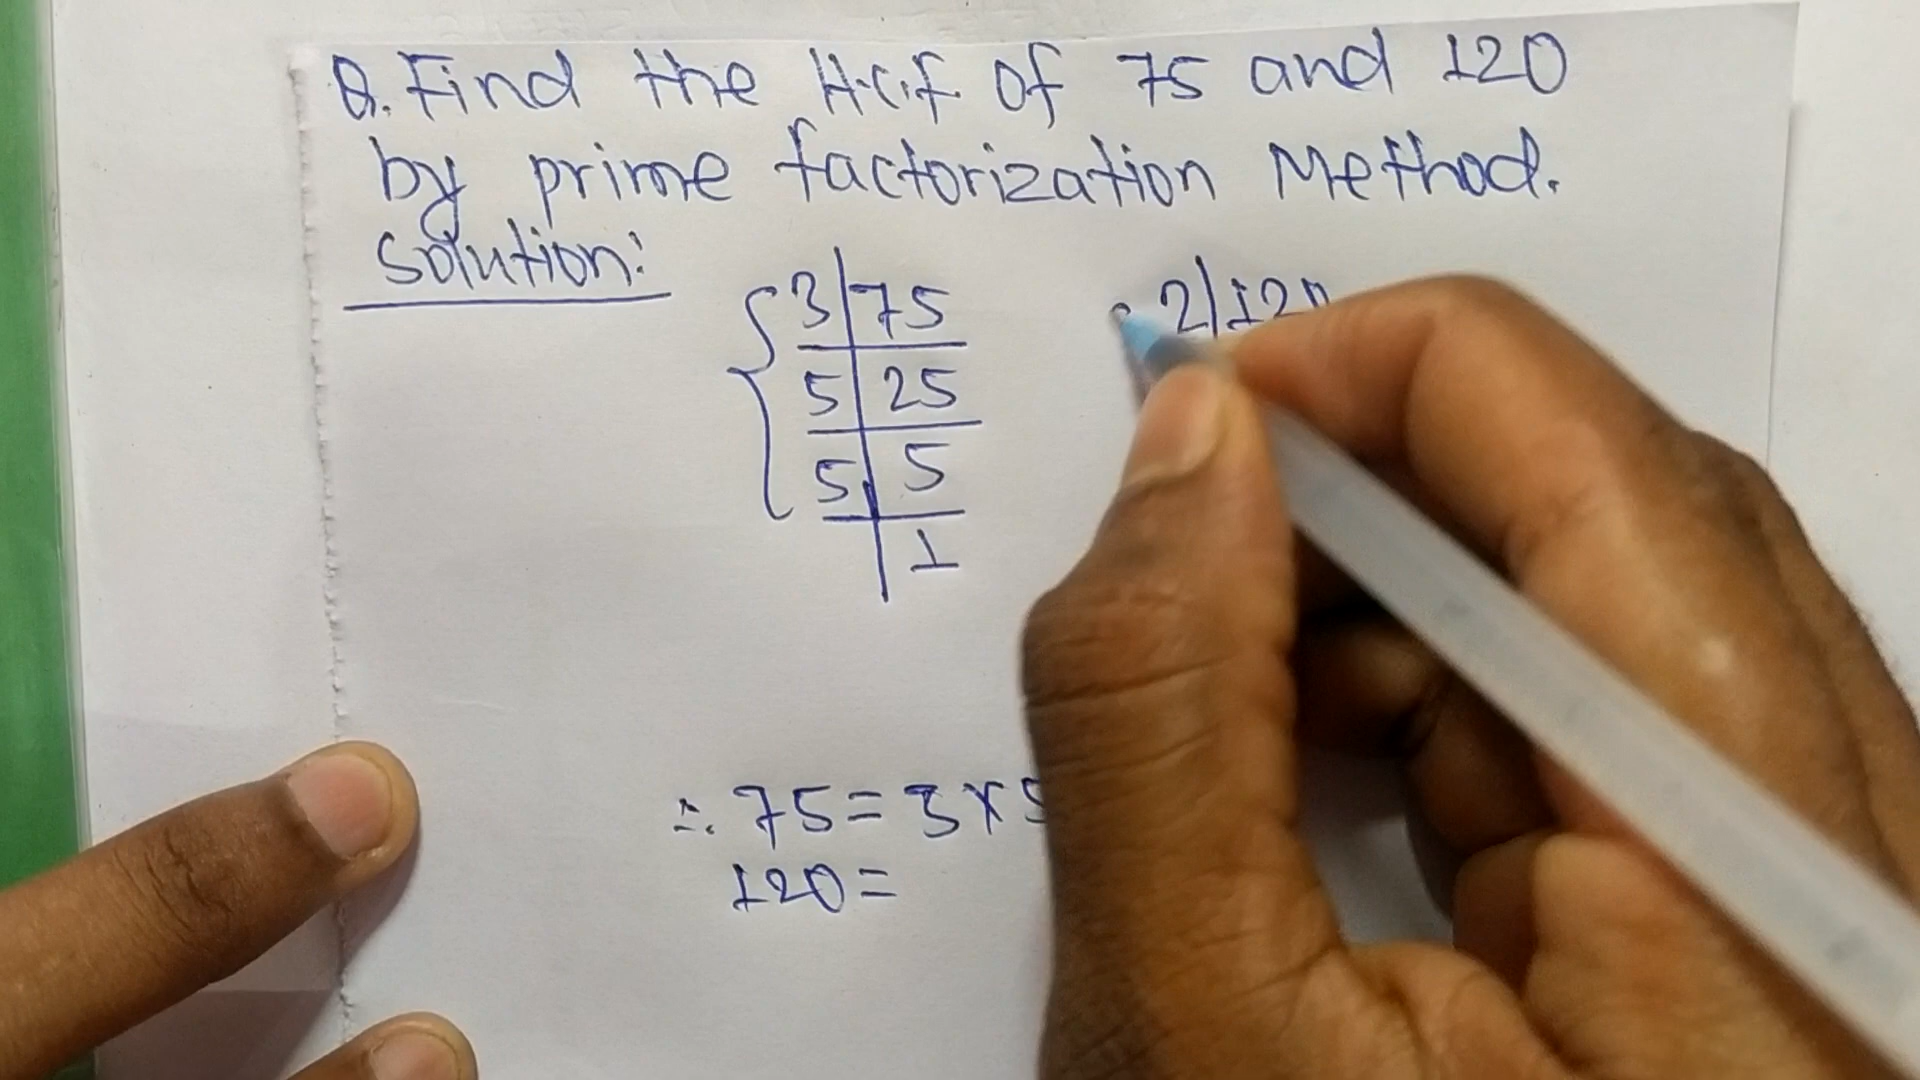 Q. Find the H.C.F. of 75 and 120
by prime factorization Method.
Solution:
3 75
5 25
5 5
1
2 120
∴ 75 = 3 × 5
120 =